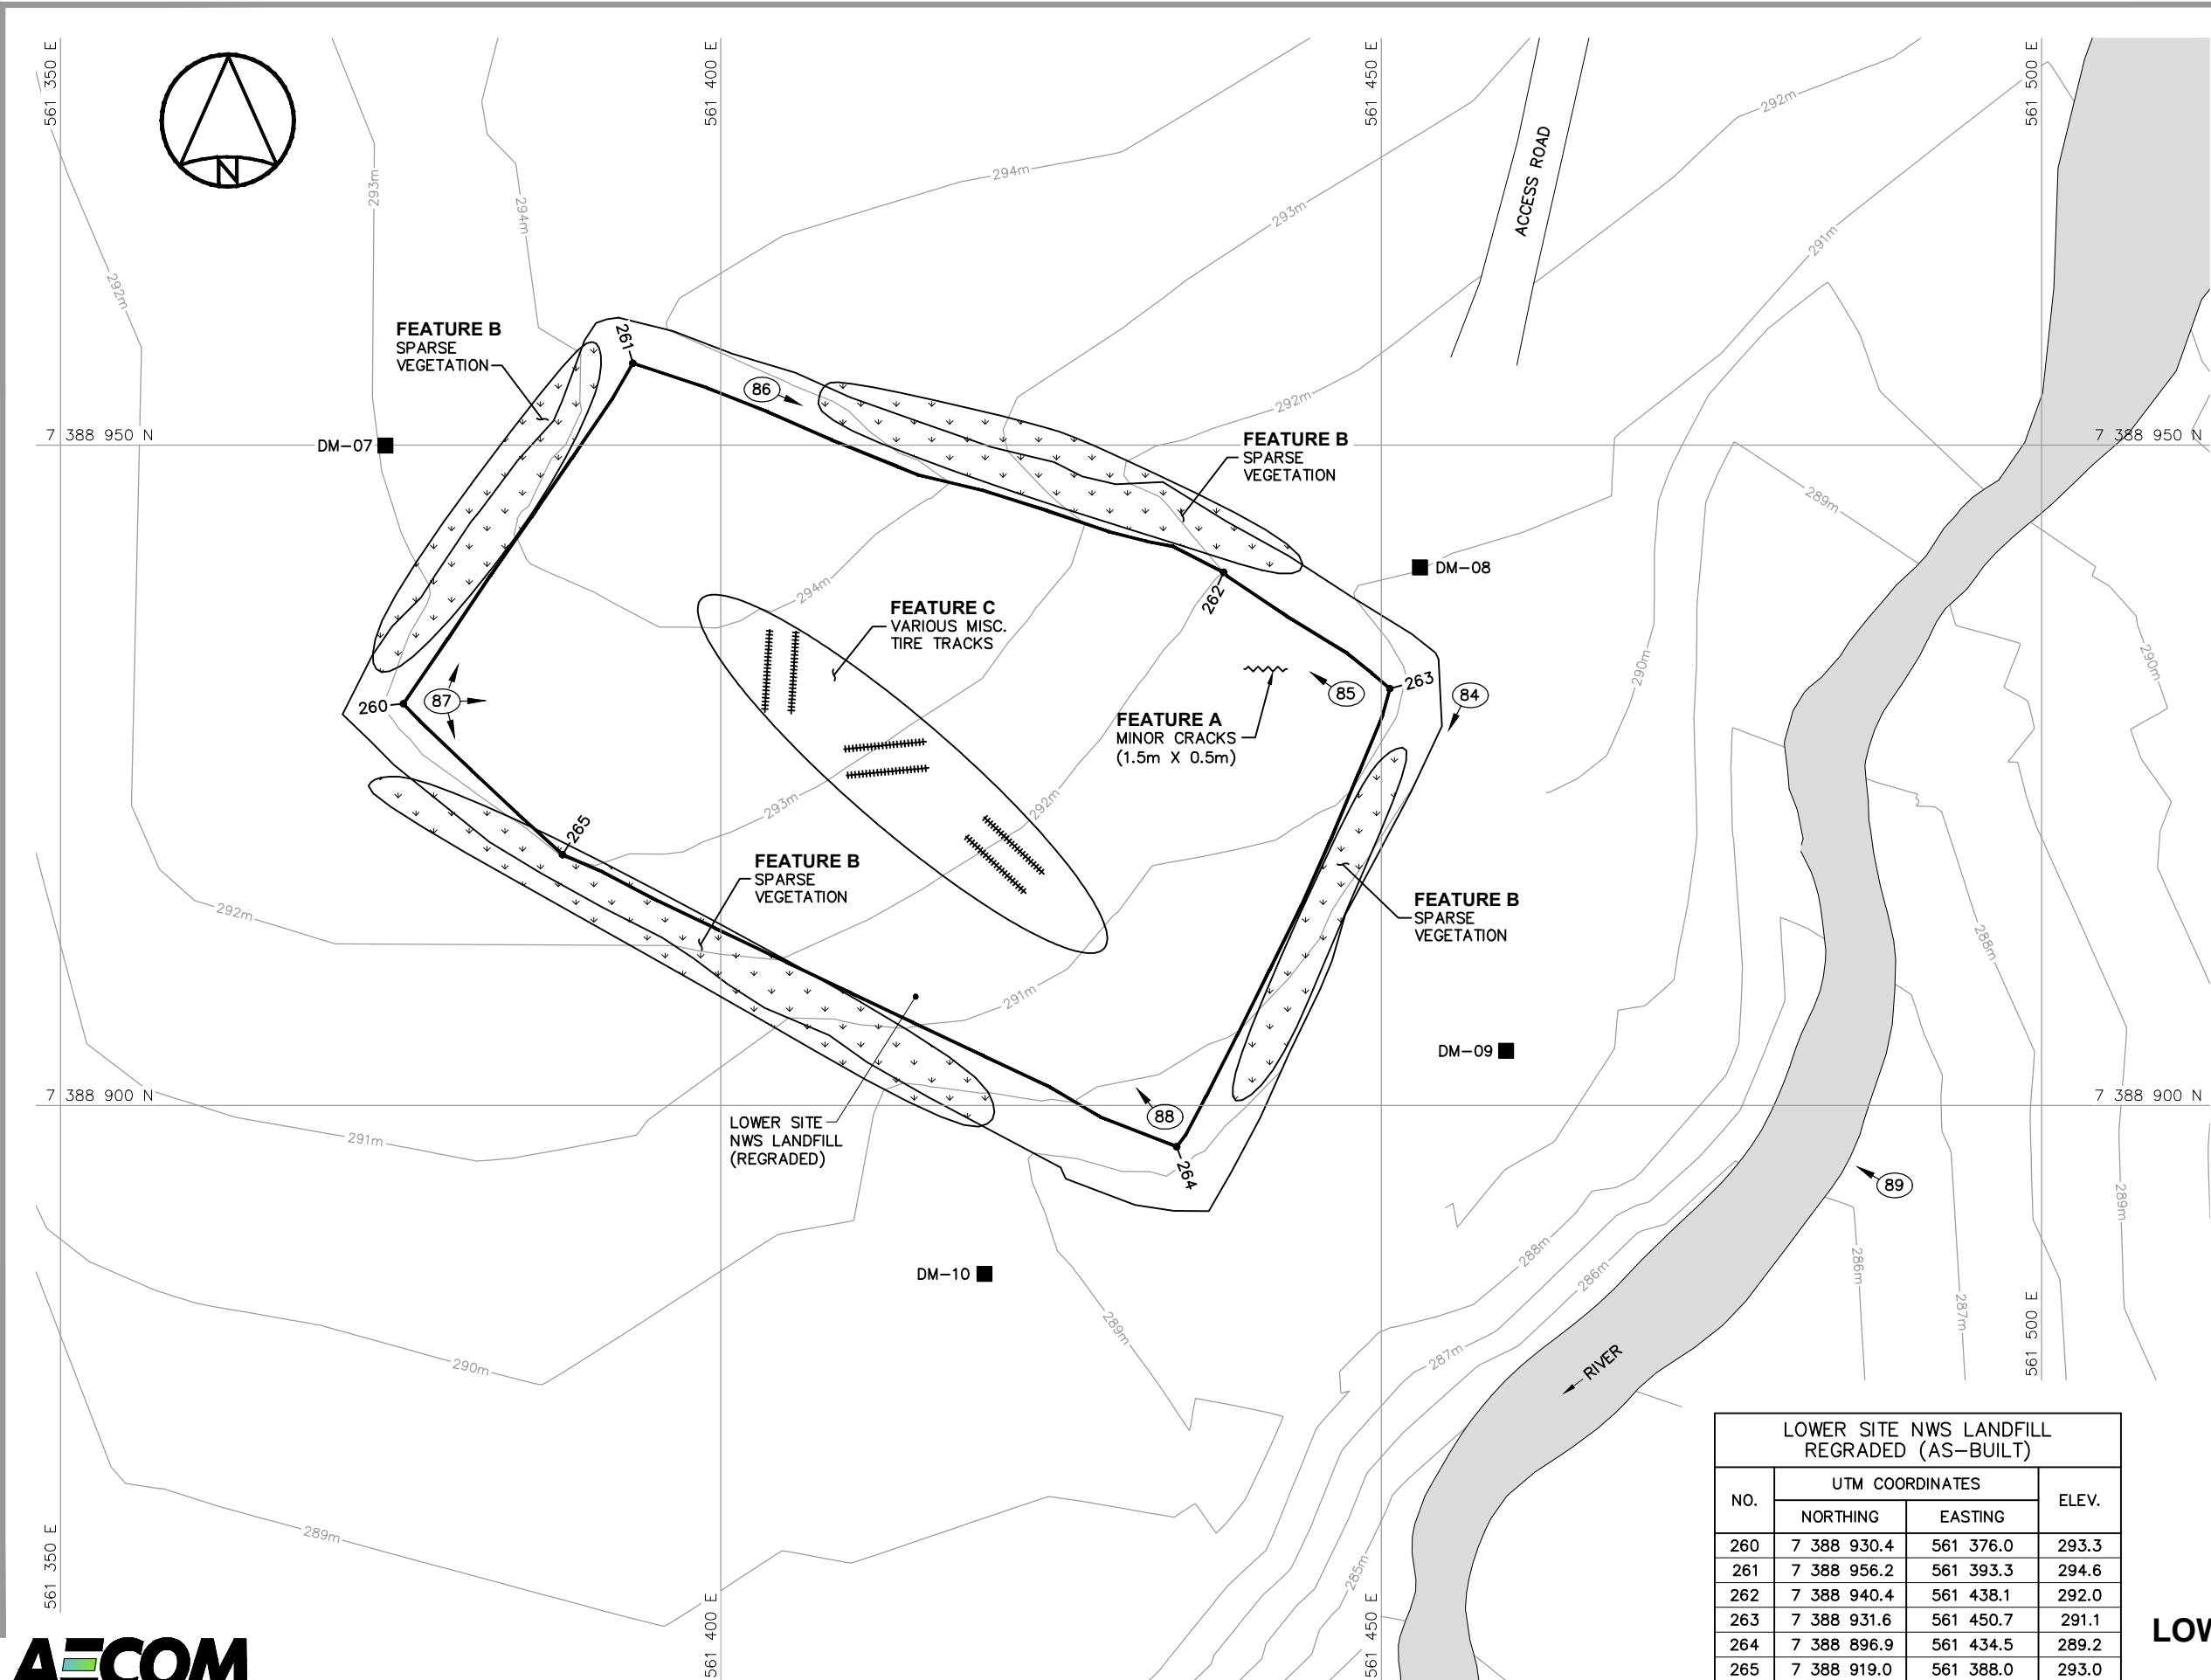 561 350 E
561 400 E
561 450 E
561 500 E
N
292m
293m
294m
294m
293m
292m
291m
ACCESS ROAD
FEATURE B
SPARSE
VEGETATION
261
86
292m
7 388 950 N
DM-07
FEATURE B
SPARSE
VEGETATION
7 388 950 N
289m
DM-08
294m
FEATURE C
VARIOUS MISC.
TIRE TRACKS
262
290m
290m
260
87
85
263
84
FEATURE A
MINOR CRACKS
(1.5m X 0.5m)
293m
292m
265
FEATURE B
SPARSE
VEGETATION
FEATURE B
SPARSE
VEGETATION
292m
288m
291m
DM-09
7 388 900 N
7 388 900 N
88
LOWER SITE
NWS LANDFILL
(REGRADED)
291m
264
89
289m
288m
286m
286m
287m
DM-10
289m
290m
287m
RIVER
561 500 E
289m
285m
561 350 E
561 400 E
561 450 E
LOWER SITE NWS LANDFILL
REGRADED (AS-BUILT)
NO.
UTM COORDINATES
ELEV.
NORTHING EASTING
260 7 388 930.4 561 376.0 293.3
261 7 388 956.2 561 393.3 294.6
262 7 388 940.4 561 438.1 292.0
263 7 388 931.6 561 450.7 291.1
264 7 388 896.9 561 434.5 289.2
265 7 388 919.0 561 388.0 293.0
LOW
AECOM